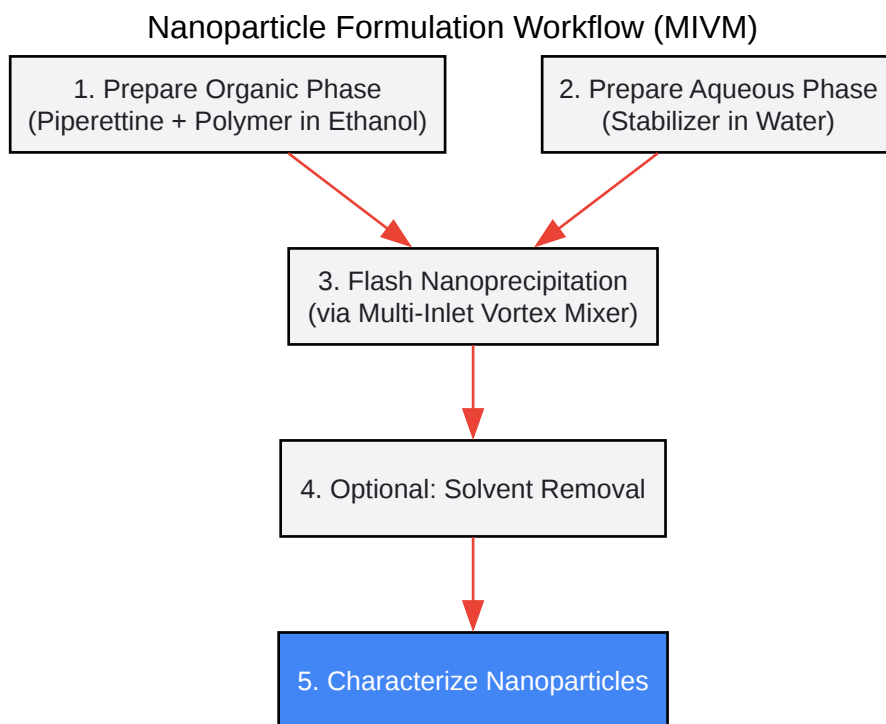 Nanoparticle Formulation Workflow (MIVM)
1. Prepare Organic Phase
(Piperettine + Polymer in Ethanol)
2. Prepare Aqueous Phase
(Stabilizer in Water)
3. Flash Nanoprecipitation
(via Multi-Inlet Vortex Mixer)
4. Optional: Solvent Removal
5. Characterize Nanoparticles